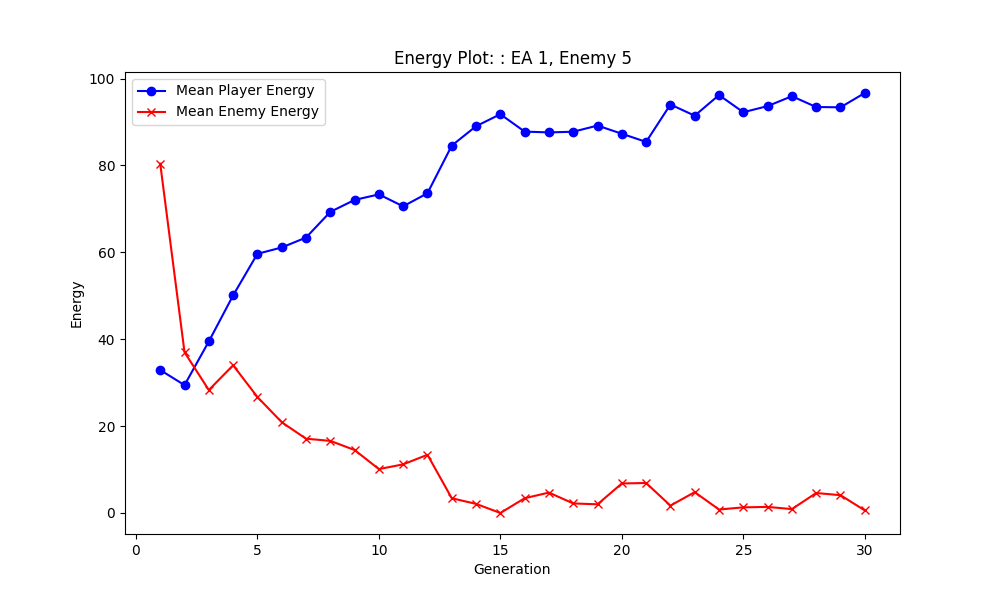 Energy Plot: : EA 1, Enemy 5
Mean Player Energy
Mean Enemy Energy
Energy
100
80
60
40
20
0
0 5 10 15 20 25 30
Generation